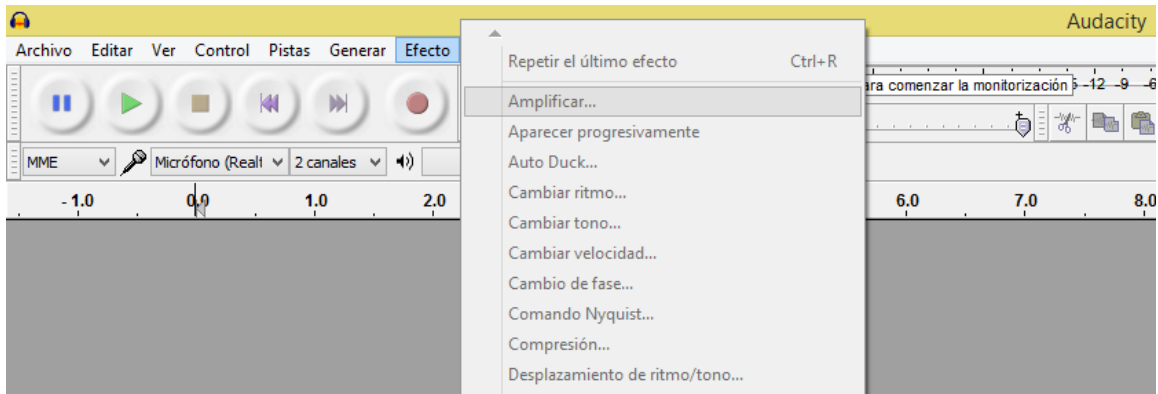 Audacity
Archivo Editar Ver Control Pistas Generar Efecto
Repetir el último efecto Ctrl+R
ara comenzar la monitorización -12 -9 -6
Amplificar...
Aparecer progresivamente
MME Micrófono (Realt 2 canales
Auto Duck...
Cambiar ritmo...
- 1.0 0.0 1.0 2.0 6.0 7.0 8.0
Cambiar tono...
Cambiar velocidad...
Cambio de fase...
Comando Nyquist...
Compresión...
Desplazamiento de ritmo/tono...